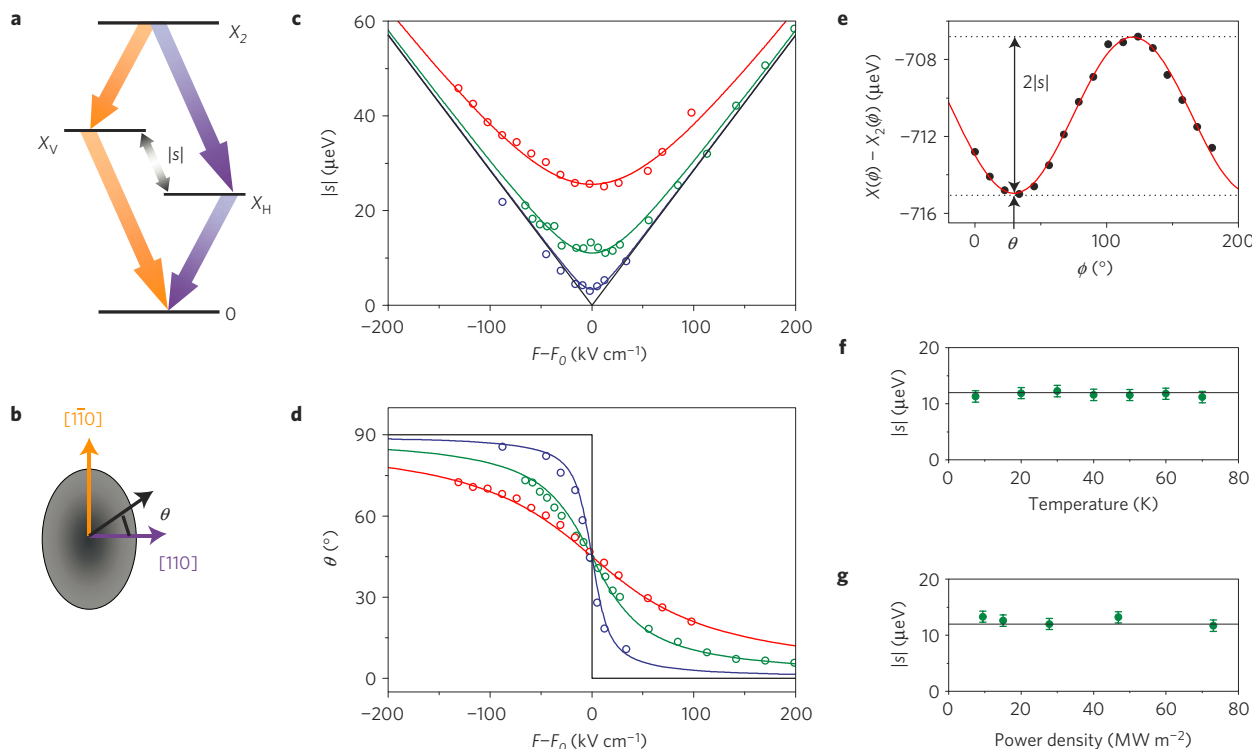 a
X₂
X_V
|s|
X_H
0
b
[11̄0]
θ
[110]
c
60
40
20
0
|s| (μeV)
−200
−100
0
100
200
F−F₀ (kV cm⁻¹)
d
90
60
30
0
θ (°)
−200
−100
0
100
200
F−F₀ (kV cm⁻¹)
e
−708
−712
−716
X(ϕ) − X₂(ϕ) (μeV)
2|s|
0
θ
100
200
ϕ (°)
f
20
10
0
|s| (μeV)
0
20
40
60
80
Temperature (K)
g
20
10
0
|s| (μeV)
0
20
40
60
80
Power density (MW m⁻²)